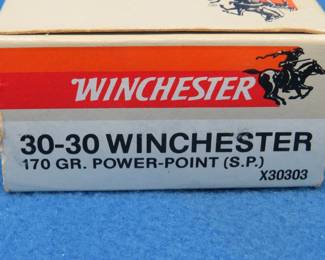 WINCHESTER
30-30 WINCHESTER
170 GR. POWER-POINT (S.P.)
X30303